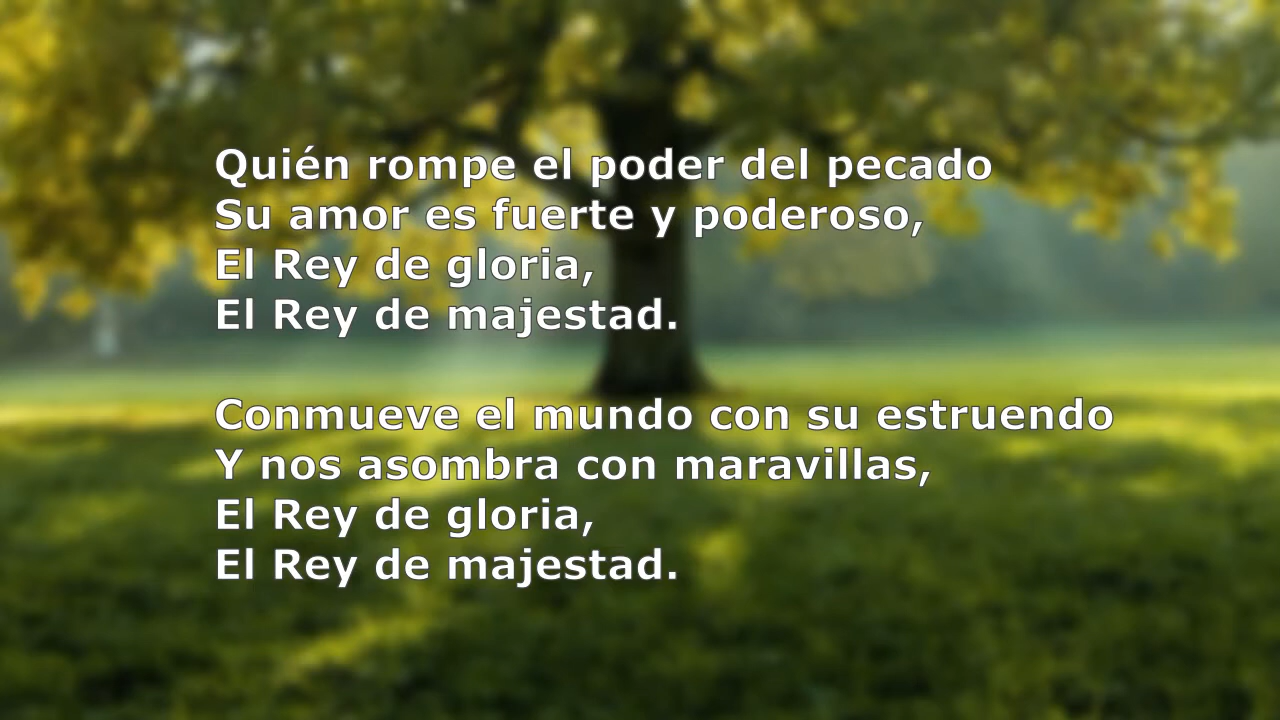 Quién rompe el poder del pecado
Su amor es fuerte y poderoso,
El Rey de gloria,
El Rey de majestad.
Conmueve el mundo con su estruendo
Y nos asombra con maravillas,
El Rey de gloria,
El Rey de majestad.